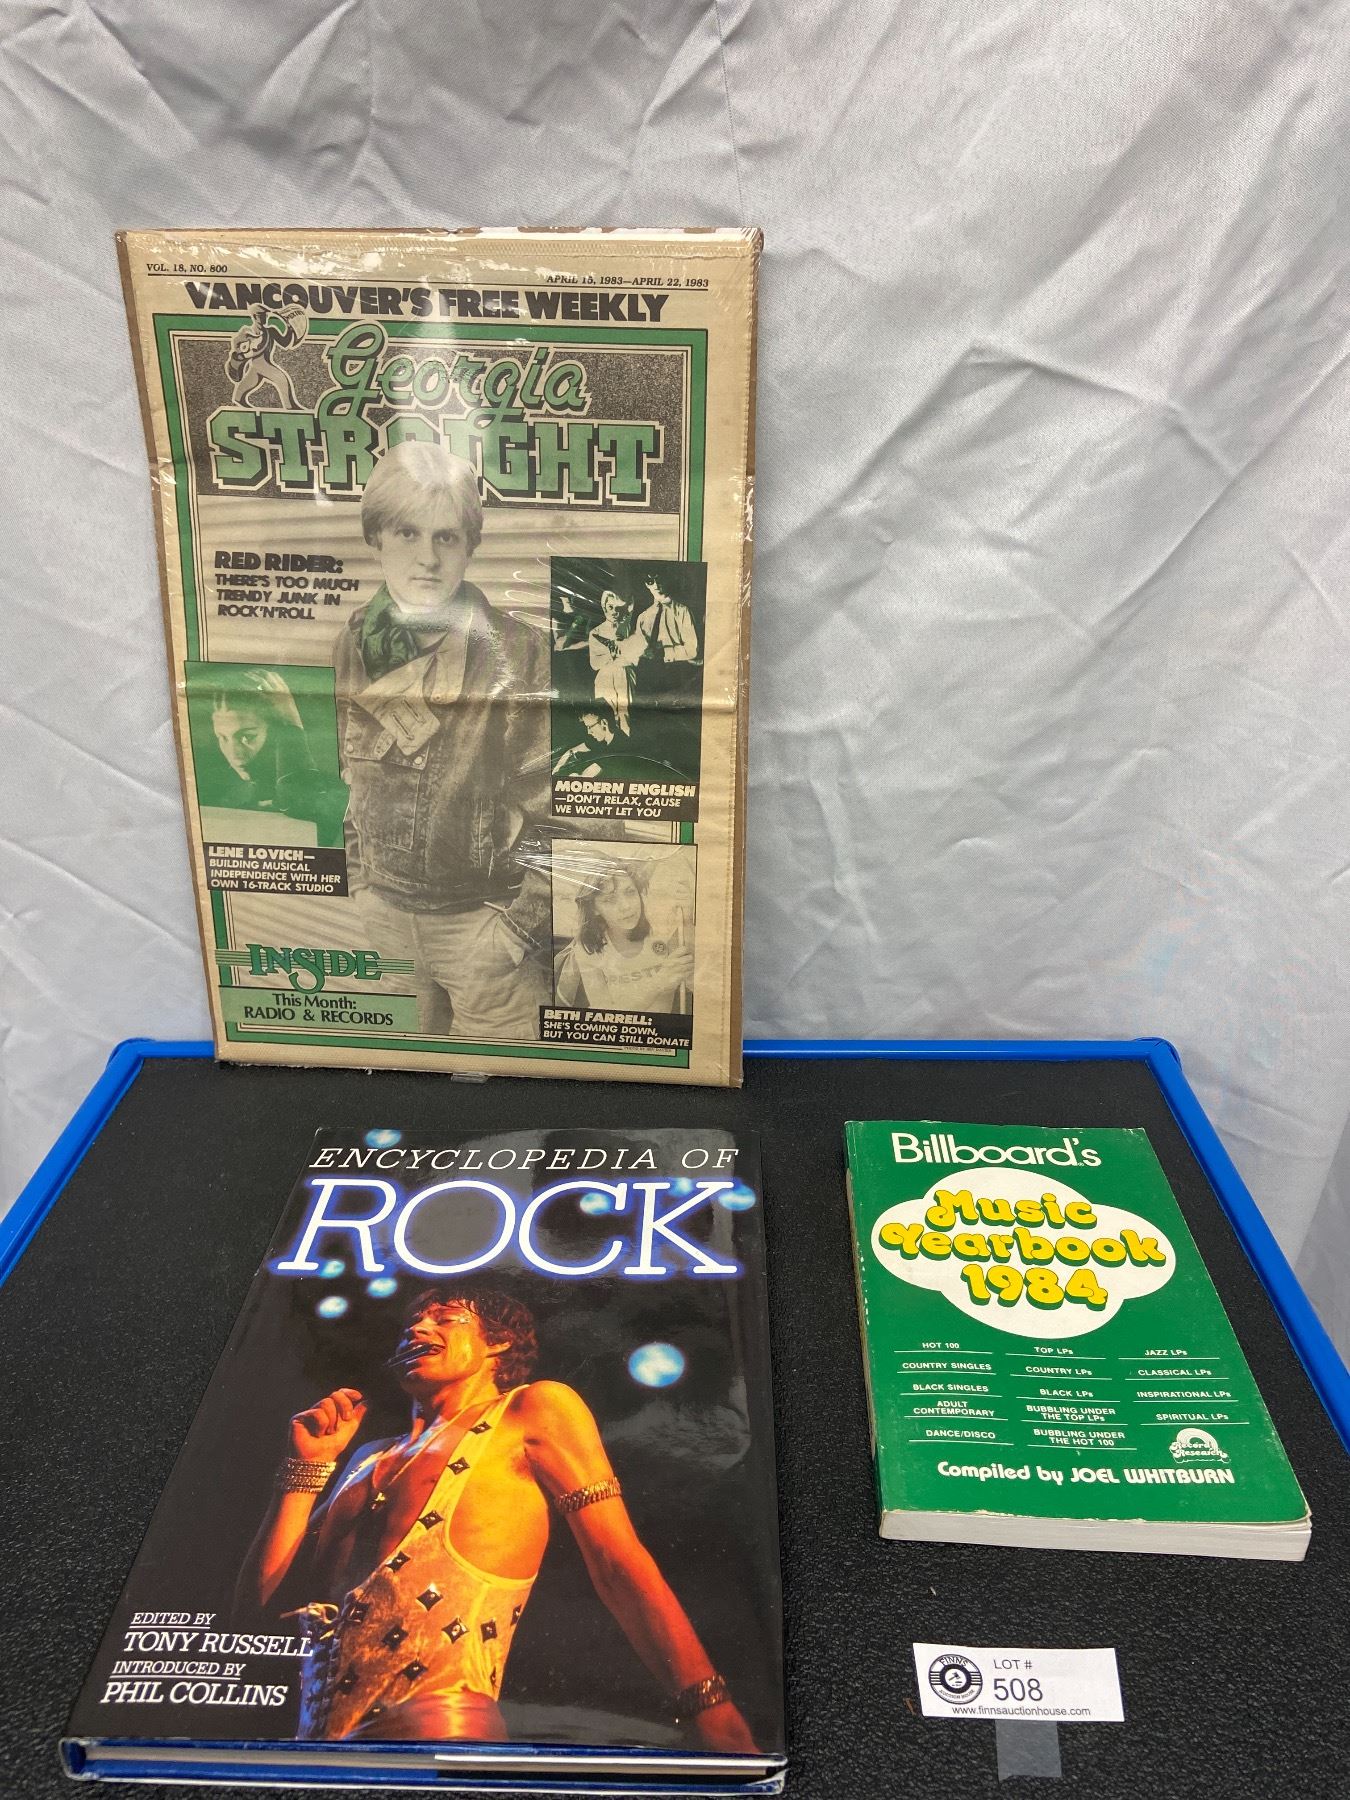 VOL. 18, NO. 800
APRIL 15, 1983—APRIL 22, 1983
VANCOUVER'S FREE WEEKLY
Georgia
STRAIGHT
RED RIDER:
THERE'S TOO MUCH
TRENDY JUNK IN
ROCK'N'ROLL
MODERN ENGLISH
—DON'T RELAX, CAUSE
WE WON'T LET YOU
LENE LOVICH—
BUILDING MUSICAL
INDEPENDENCE WITH HER
OWN 16-TRACK STUDIO
INSIDE
This Month:
RADIO & RECORDS
BETH FARRELL:
SHE'S COMING DOWN,
BUT YOU CAN STILL DONATE
ENCYCLOPEDIA OF
ROCK
EDITED BY
TONY RUSSELL
INTRODUCED BY
PHIL COLLINS
Billboard's
Music
Yearbook
1984
HOT 100
COUNTRY SINGLES
BLACK SINGLES
ADULT
CONTEMPORARY
DANCE/DISCO
TOP LPs
COUNTRY LPs
BLACK LPs
BUBBLING UNDER
THE TOP LPs
BUBBLING UNDER
THE HOT 100
JAZZ LPs
CLASSICAL LPs
INSPIRATIONAL LPs
SPIRITUAL LPs
Record
Research
Compiled by JOEL WHITBURN
FINNS
LOT #
508
www.finnsauctionhouse.com